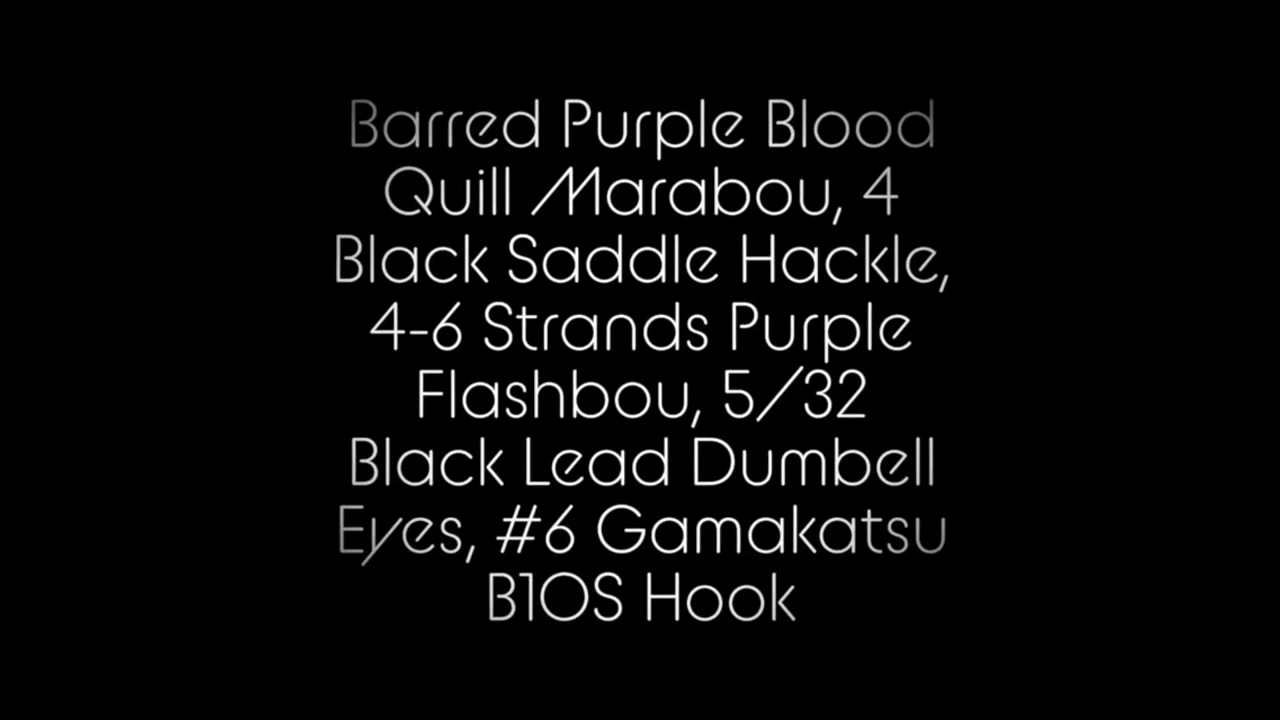 Barred Purple Blood
Quill Marabou, 4
Black Saddle Hackle,
4-6 Strands Purple
Flashbou, 5/32
Black Lead Dumbell
Eyes, #6 Gamakatsu
B10S Hook